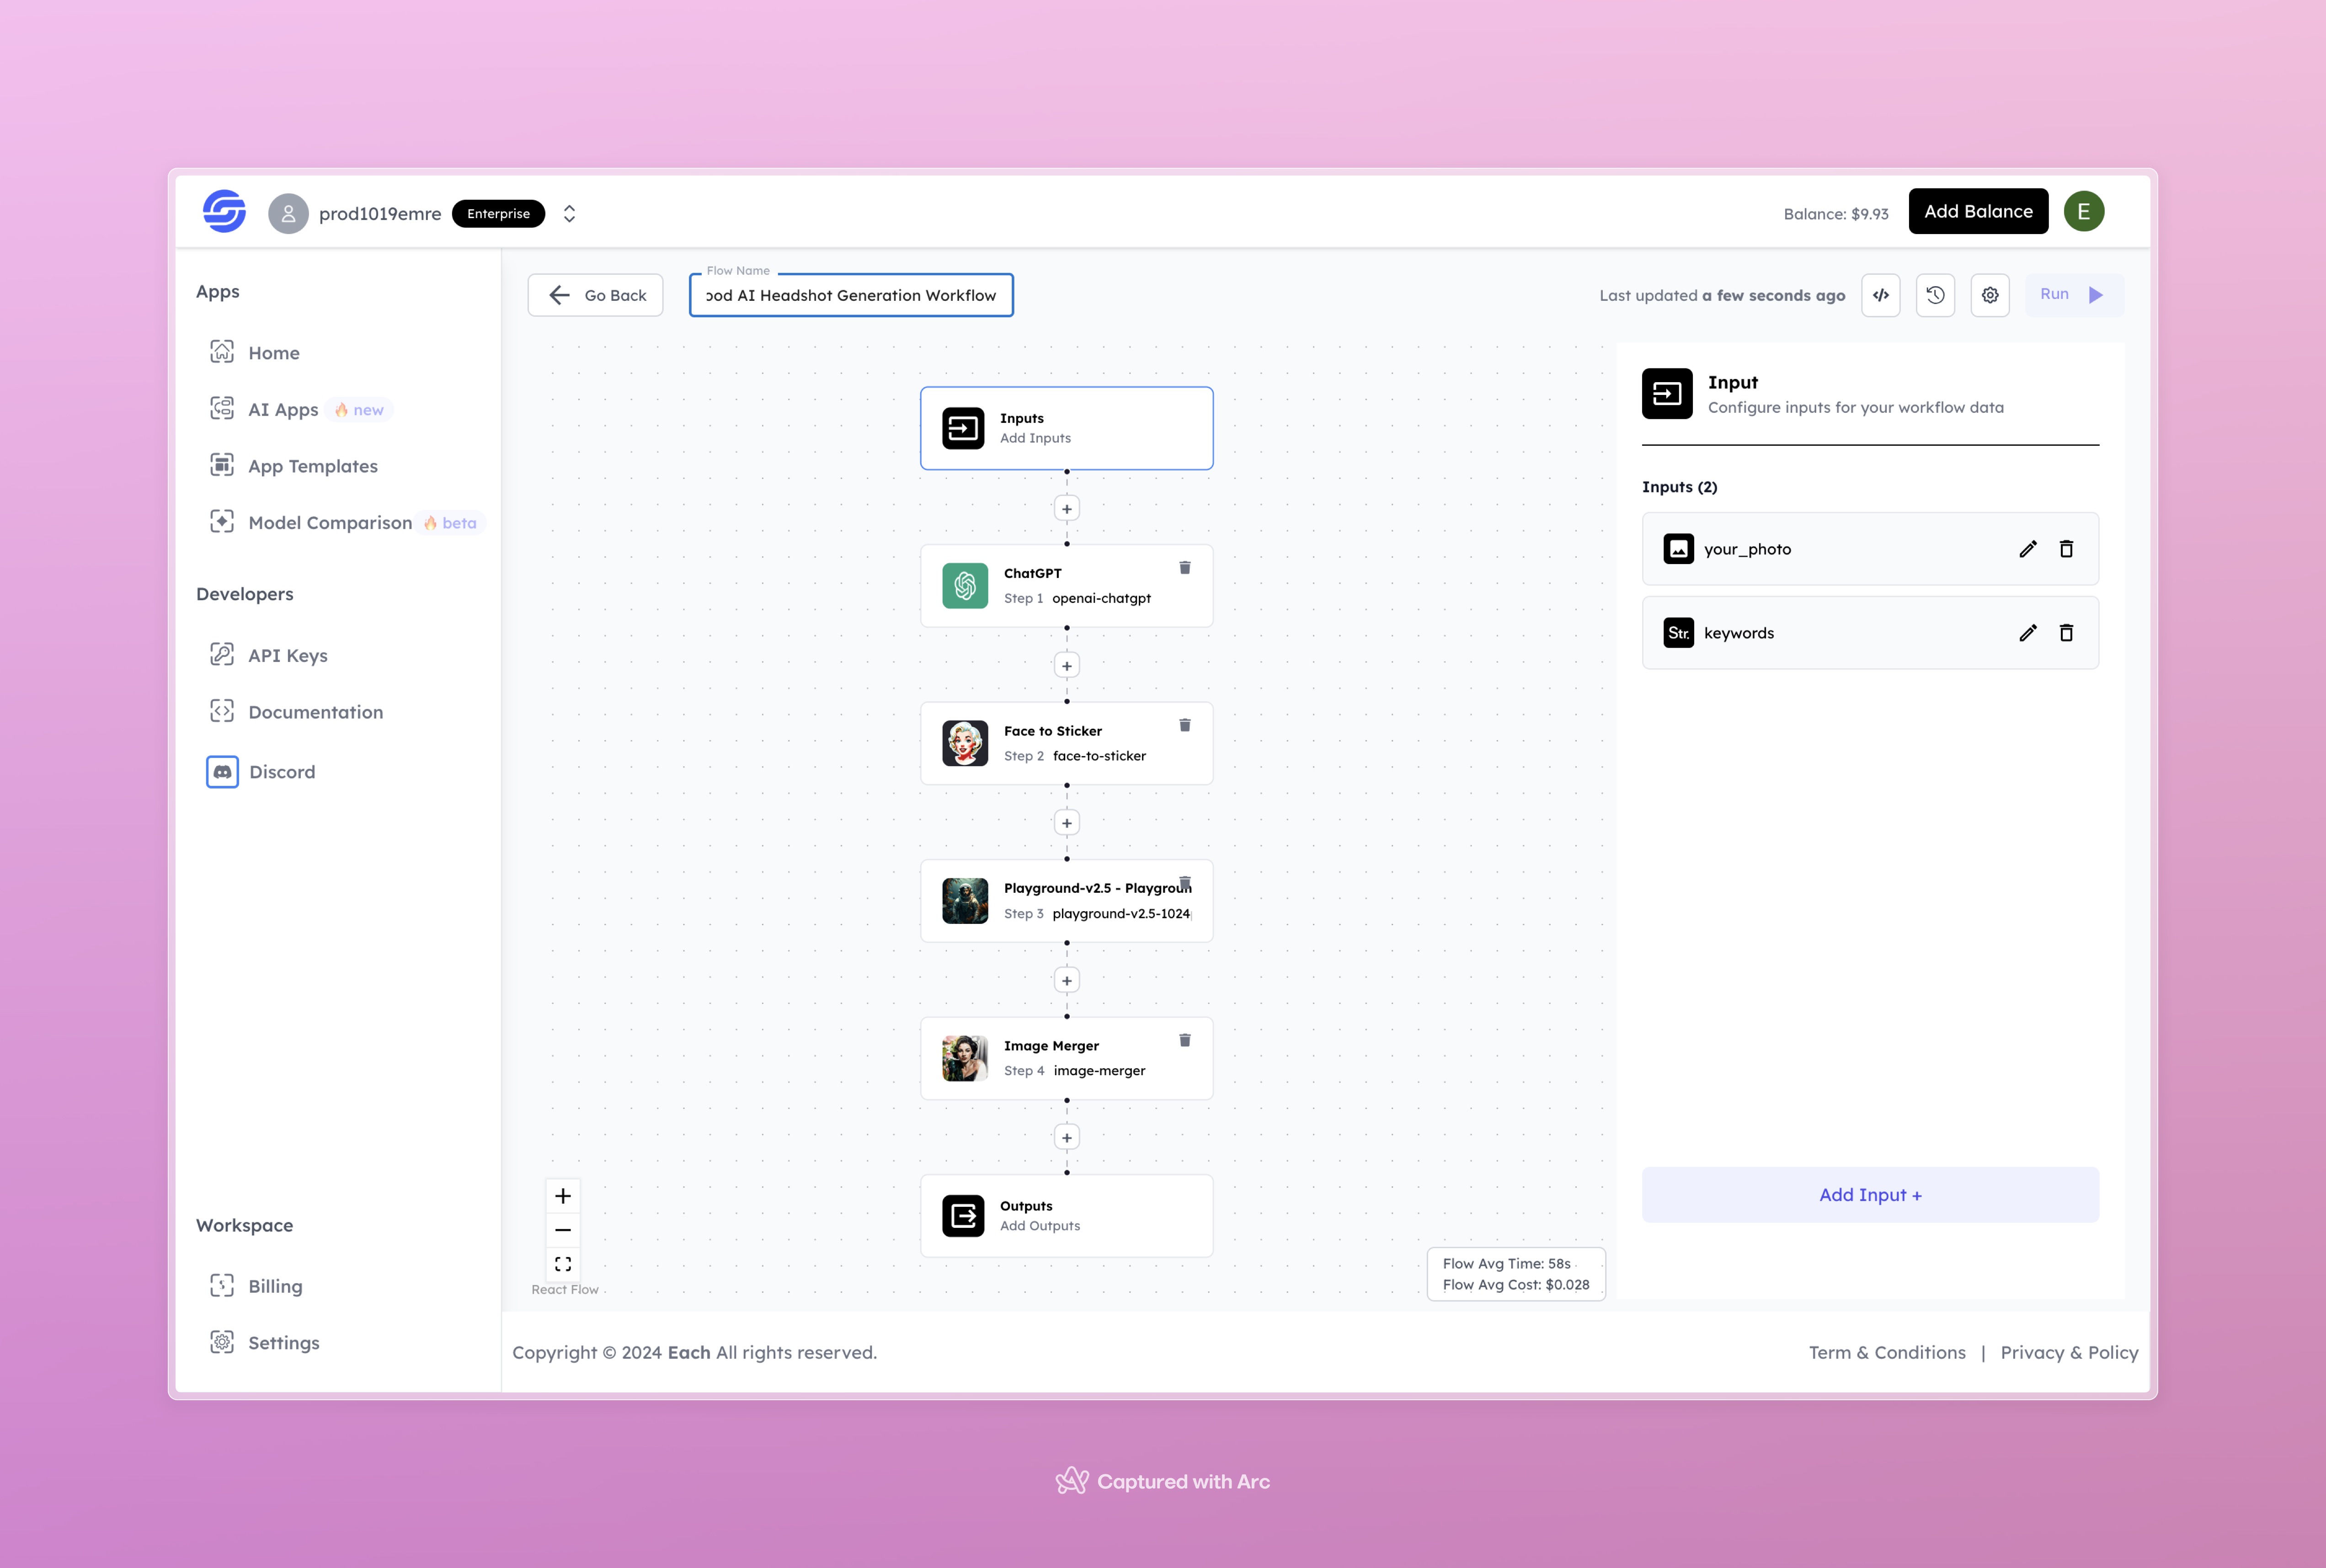 prod1019emre Enterprise
Balance: $9.93 Add Balance E
Apps
Home
AI Apps new
App Templates
Model Comparison beta
Developers
API Keys
Documentation
Discord
Workspace
Billing
Settings
Go Back
Flow Name
AI Headshot Generation Workflow
Last updated a few seconds ago
Run
Inputs
Add Inputs
ChatGPT
Step 1 openai-chatgpt
Face to Sticker
Step 2 face-to-sticker
Playground-v2.5 - Playgroun
Step 3 playground-v2.5-1024
Image Merger
Step 4 image-merger
Outputs
Add Outputs
React Flow
Flow Avg Time: 58s
Flow Avg Cost: $0.028
Input
Configure inputs for your workflow data
Inputs (2)
your_photo
Str. keywords
Add Input +
Copyright © 2024 Each All rights reserved.
Term & Conditions | Privacy & Policy
Captured with Arc